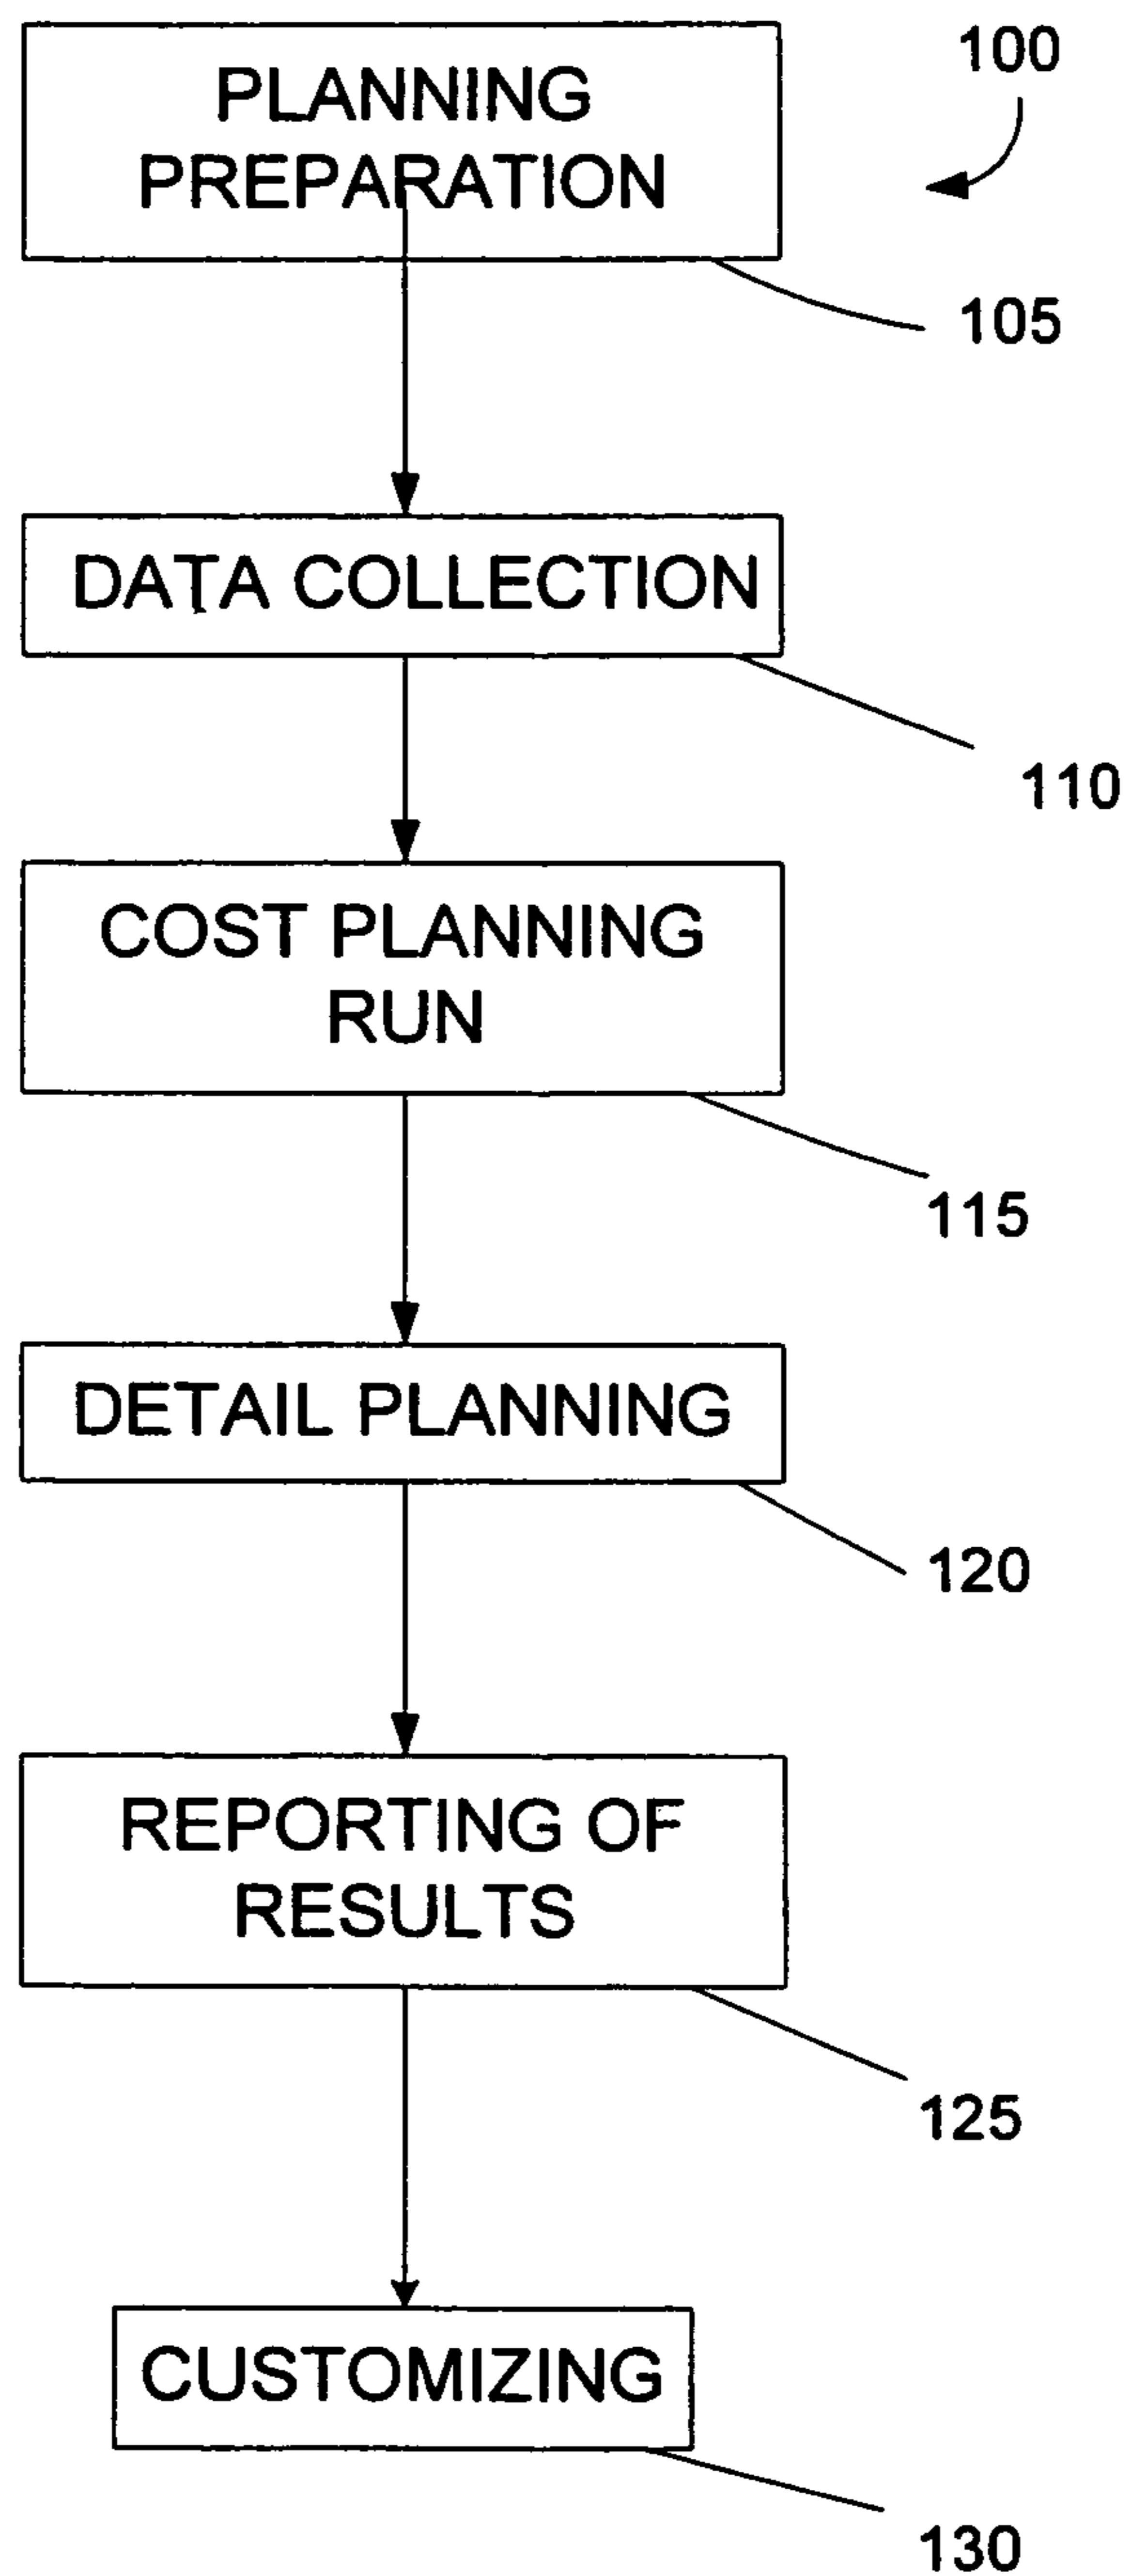 PLANNING
PREPARATION
100
105
DATA COLLECTION
110
COST PLANNING
RUN
115
DETAIL PLANNING
120
REPORTING OF
RESULTS
125
CUSTOMIZING
130